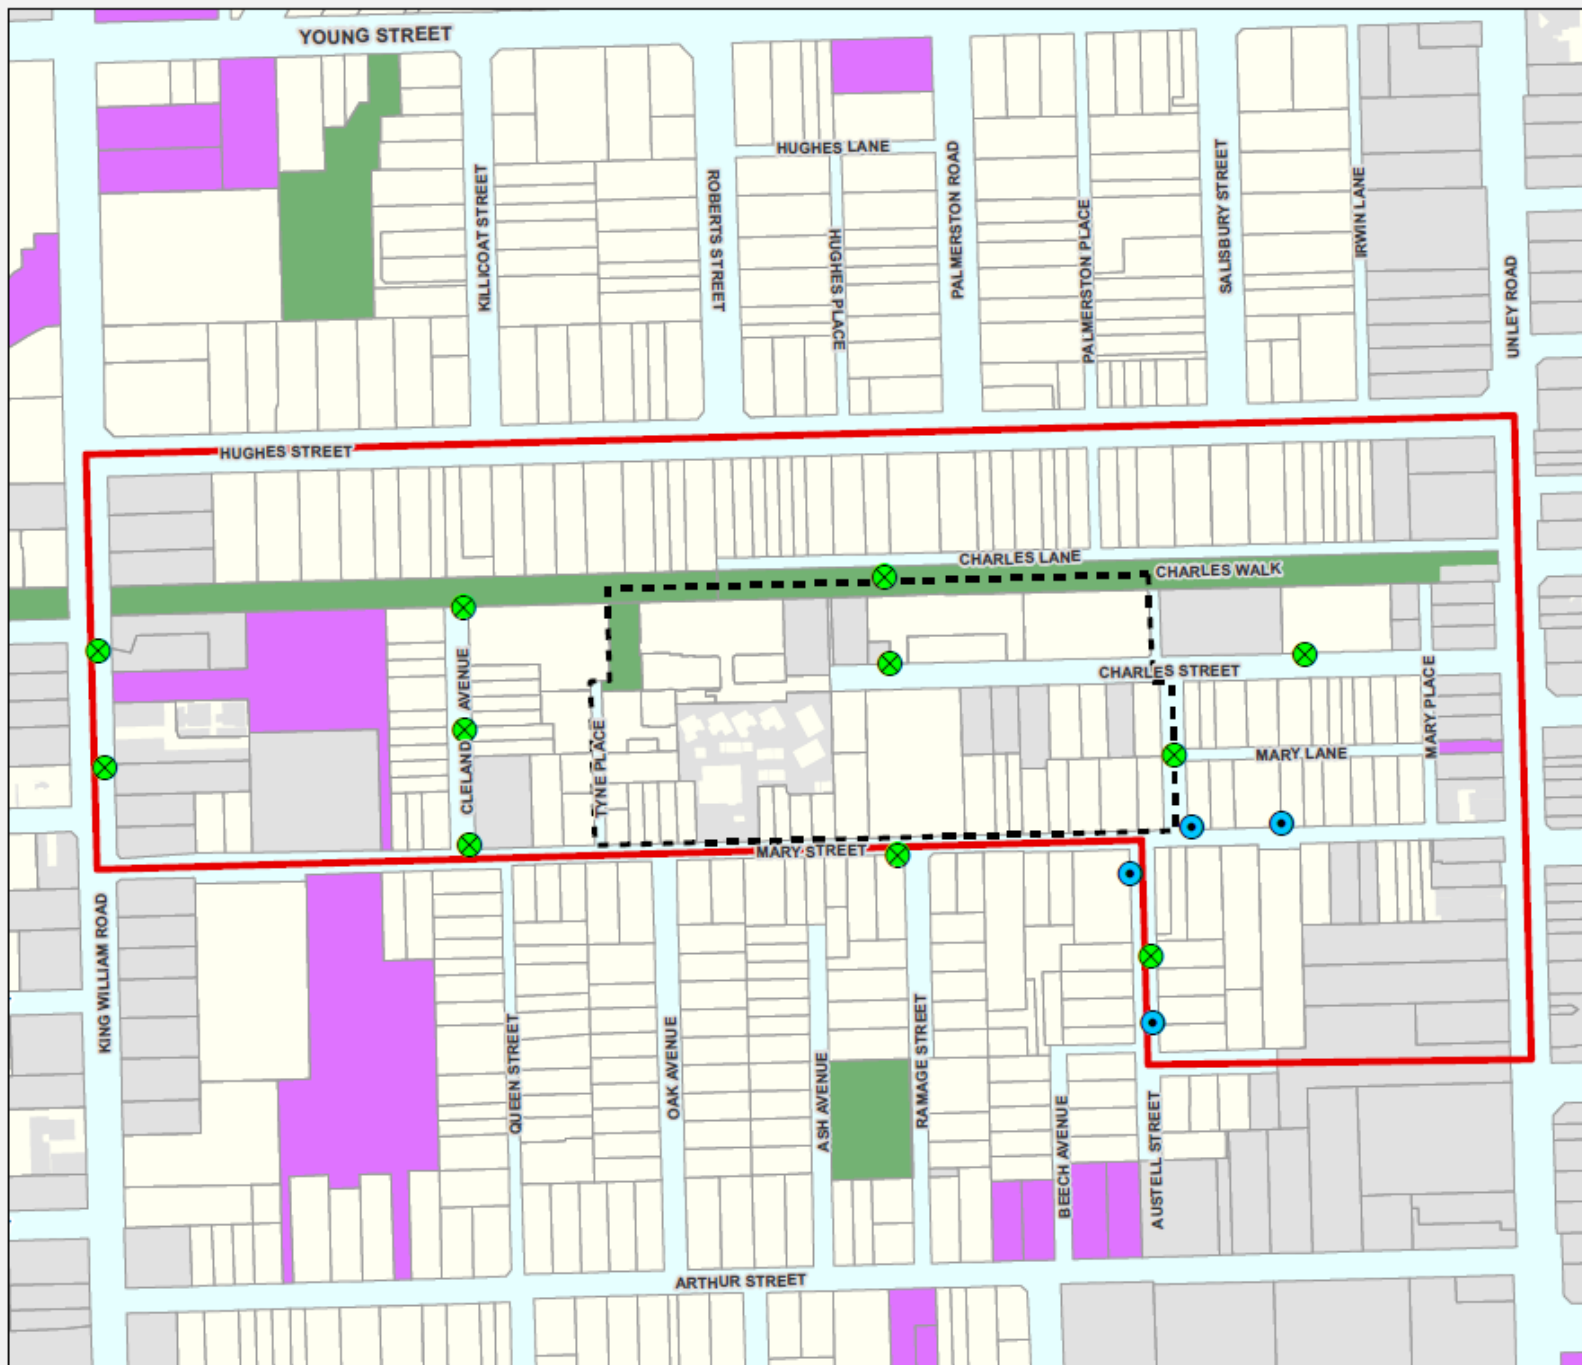 YOUNG STREET
HUGHES LANE
KILLICOAT STREET
ROBERTS STREET
HUGHES PLACE
PALMERSTON ROAD
PALMERSTON PLACE
SALISBURY STREET
IRWIN LANE
UNLEY ROAD
HUGHES STREET
CHARLES LANE
CHARLES WALK
CLELAND AVENUE
TYNE PLACE
CHARLES STREET
MARY PLACE
MARY LANE
MARY STREET
KING WILLIAM ROAD
QUEEN STREET
OAK AVENUE
ASH AVENUE
RAMAGE STREET
BEECH AVENUE
AUSTELL STREET
ARTHUR STREET